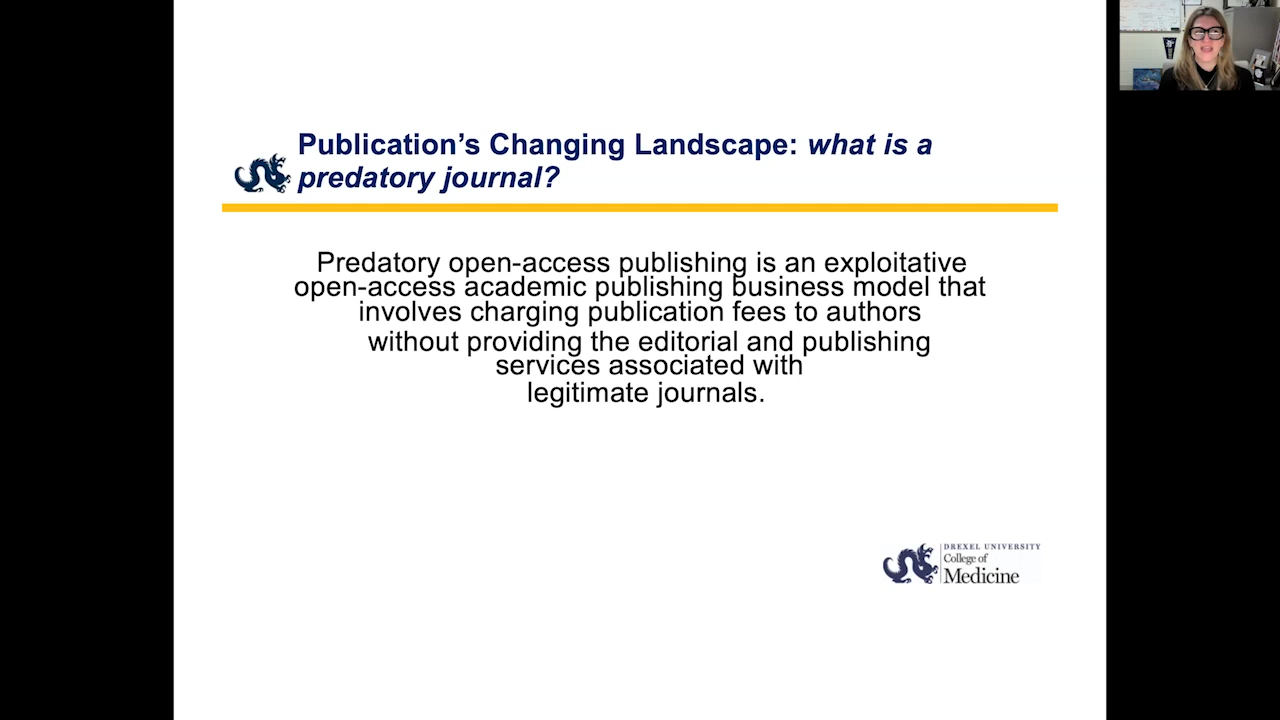 Publication’s Changing Landscape: what is a
predatory journal?
Predatory open-access publishing is an exploitative
open-access academic publishing business model that
involves charging publication fees to authors
without providing the editorial and publishing
services associated with
legitimate journals.
DREXEL UNIVERSITY
College of
Medicine